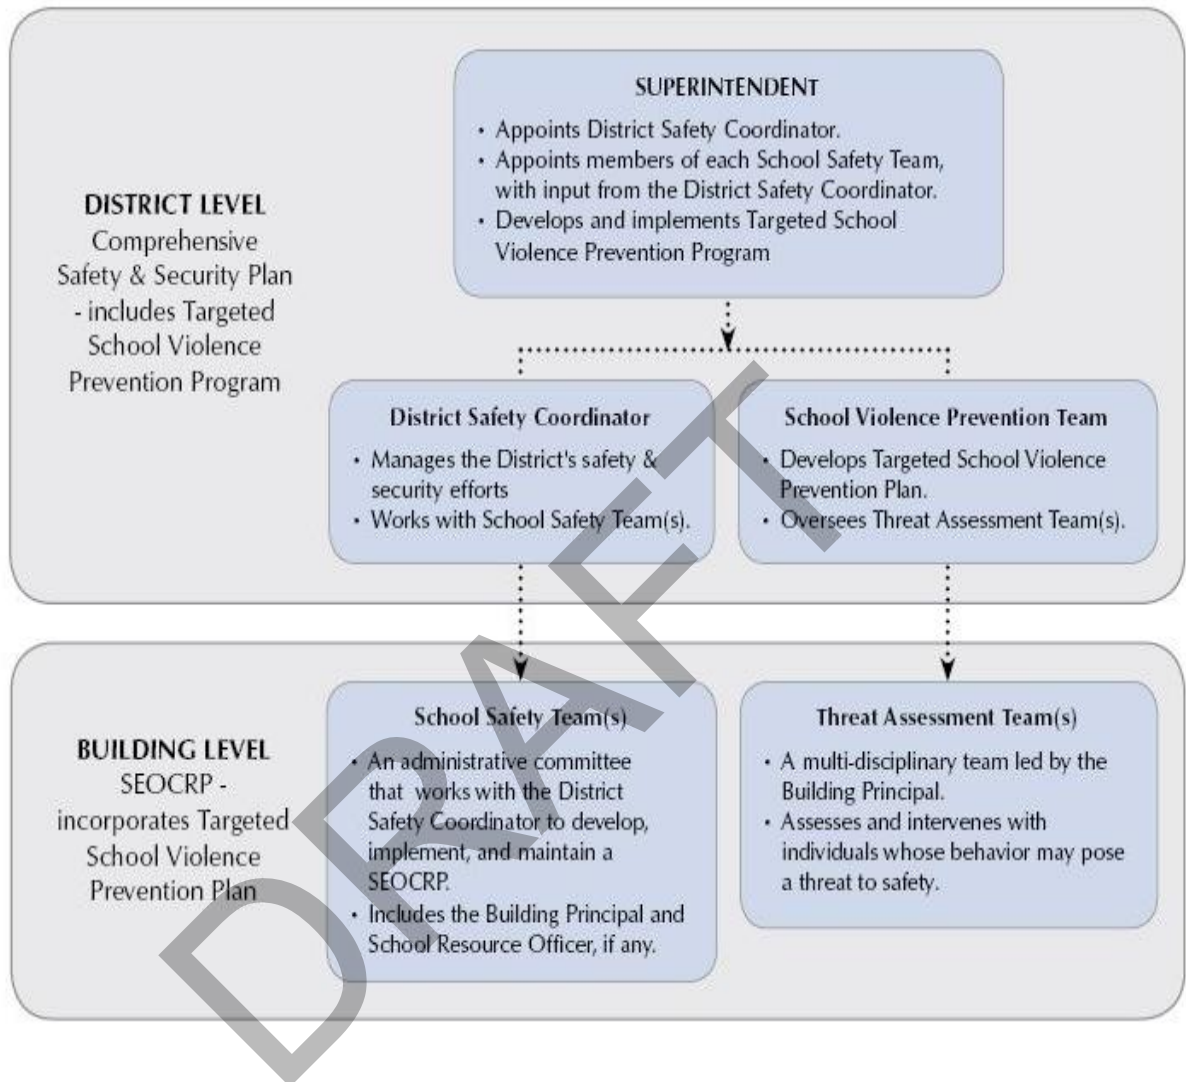 SUPERINTENDENT
• Appoints District Safety Coordinator.
• Appoints members of each School Safety Team,
with input from the District Safety Coordinator.
• Develops and implements Targeted School
Violence Prevention Program
DISTRICT LEVEL
Comprehensive
Safety & Security Plan
- includes Targeted
School Violence
Prevention Program
District Safety Coordinator
• Manages the District's safety &
security efforts
• Works with School Safety Team(s).
School Violence Prevention Team
• Develops Targeted School Violence
Prevention Plan.
• Oversees Threat Assessment Team(s).
BUILDING LEVEL
SEOCRP -
incorporates Targeted
School Violence
Prevention Plan
School Safety Team(s)
• An administrative committee
that works with the District
Safety Coordinator to develop,
implement, and maintain a
SEOCRP.
• Includes the Building Principal and
School Resource Officer, if any.
Threat Assessment Team(s)
• A multi-disciplinary team led by the
Building Principal.
• Assesses and intervenes with
individuals whose behavior may pose
a threat to safety.
DRAFT